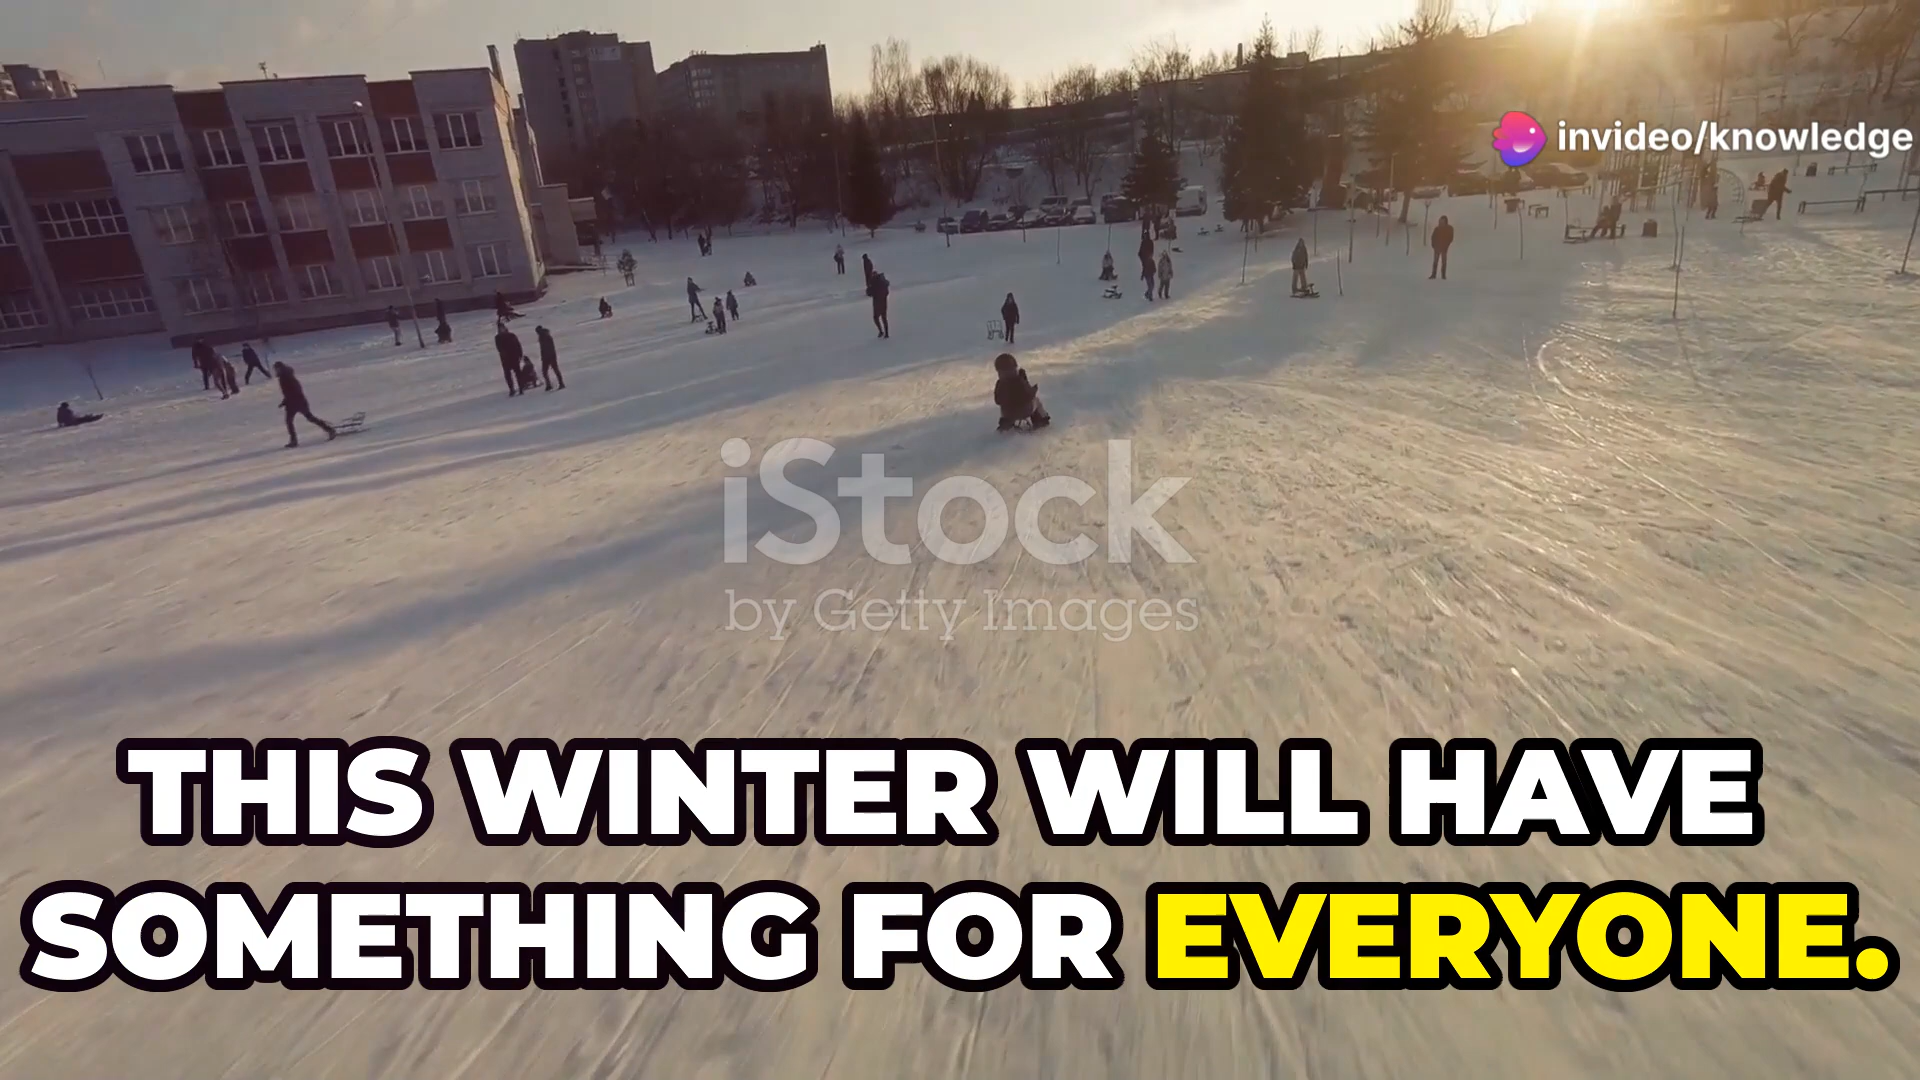 invideo/knowledge
iStock
by Getty Images
THIS WINTER WILL HAVE
SOMETHING FOR EVERYONE.